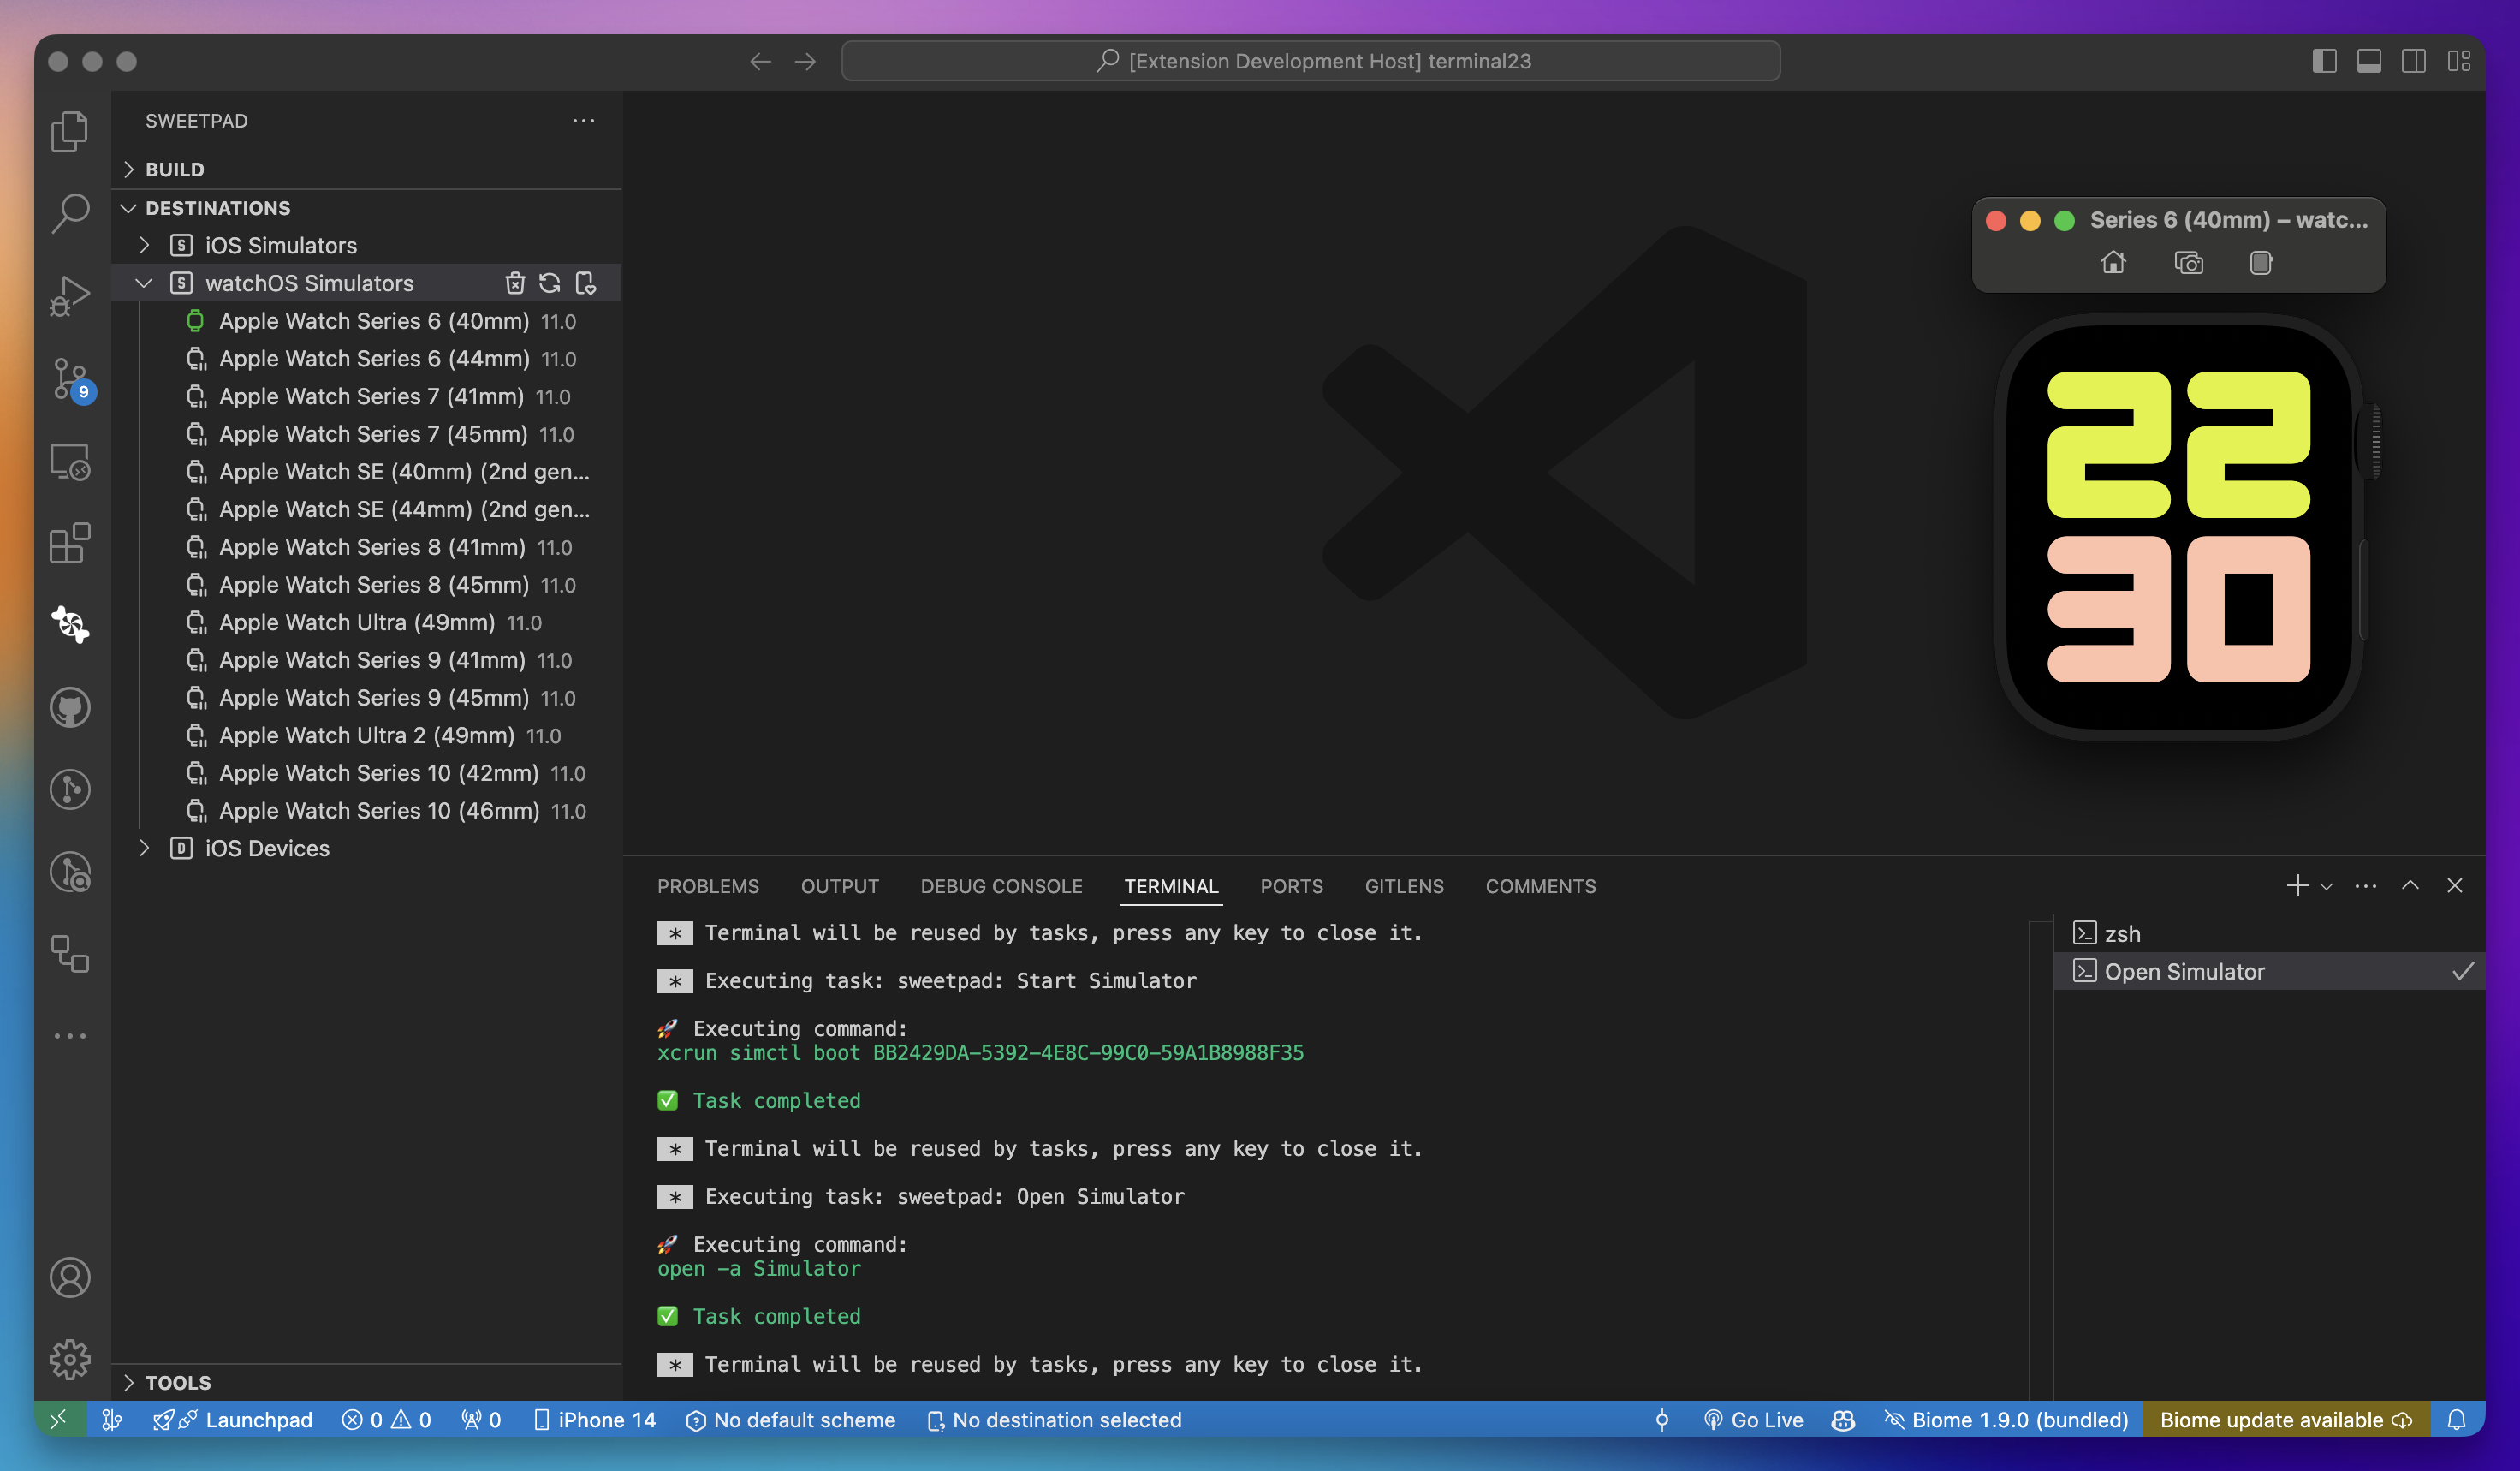 [Extension Development Host] terminal23
SWEETPAD
BUILD
DESTINATIONS
S iOS Simulators
S watchOS Simulators
Apple Watch Series 6 (40mm) 11.0
Apple Watch Series 6 (44mm) 11.0
Apple Watch Series 7 (41mm) 11.0
Apple Watch Series 7 (45mm) 11.0
Apple Watch SE (40mm) (2nd gen...
Apple Watch SE (44mm) (2nd gen...
Apple Watch Series 8 (41mm) 11.0
Apple Watch Series 8 (45mm) 11.0
Apple Watch Ultra (49mm) 11.0
Apple Watch Series 9 (41mm) 11.0
Apple Watch Series 9 (45mm) 11.0
Apple Watch Ultra 2 (49mm) 11.0
Apple Watch Series 10 (42mm) 11.0
Apple Watch Series 10 (46mm) 11.0
D iOS Devices
TOOLS
9
Series 6 (40mm) – watc...
22
30
PROBLEMS OUTPUT DEBUG CONSOLE TERMINAL PORTS GITLENS COMMENTS
* Terminal will be reused by tasks, press any key to close it.
* Executing task: sweetpad: Start Simulator
🚀 Executing command:
xcrun simctl boot BB2429DA-5392-4E8C-99C0-59A1B8988F35
✅ Task completed
* Terminal will be reused by tasks, press any key to close it.
* Executing task: sweetpad: Open Simulator
🚀 Executing command:
open -a Simulator
✅ Task completed
* Terminal will be reused by tasks, press any key to close it.
zsh
Open Simulator
Launchpad 0 0 0 iPhone 14 No default scheme No destination selected Go Live Biome 1.9.0 (bundled) Biome update available